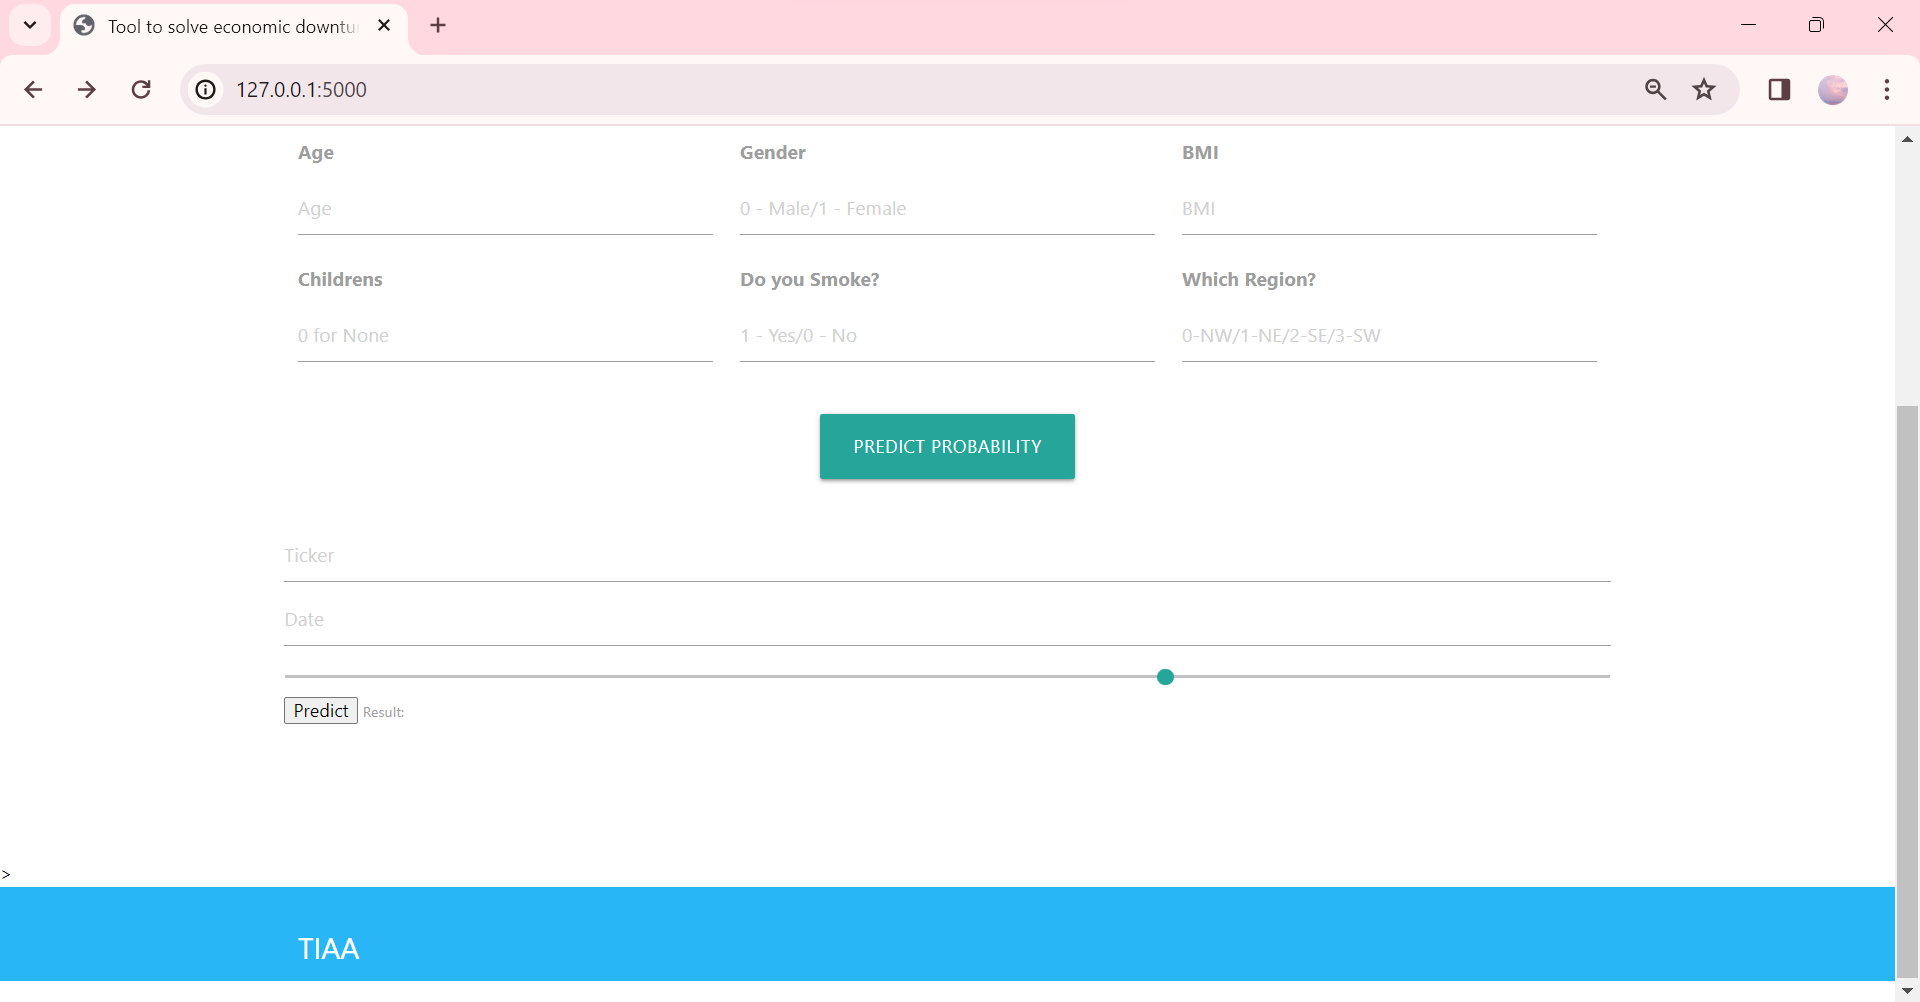 Tool to solve economic downtu
127.0.0.1:5000
Age Gender BMI
Age 0 - Male/1 - Female BMI
Childrens Do you Smoke? Which Region?
0 for None 1 - Yes/0 - No 0-NW/1-NE/2-SE/3-SW
PREDICT PROBABILITY
Ticker
Date
Predict Result:
>
TIAA